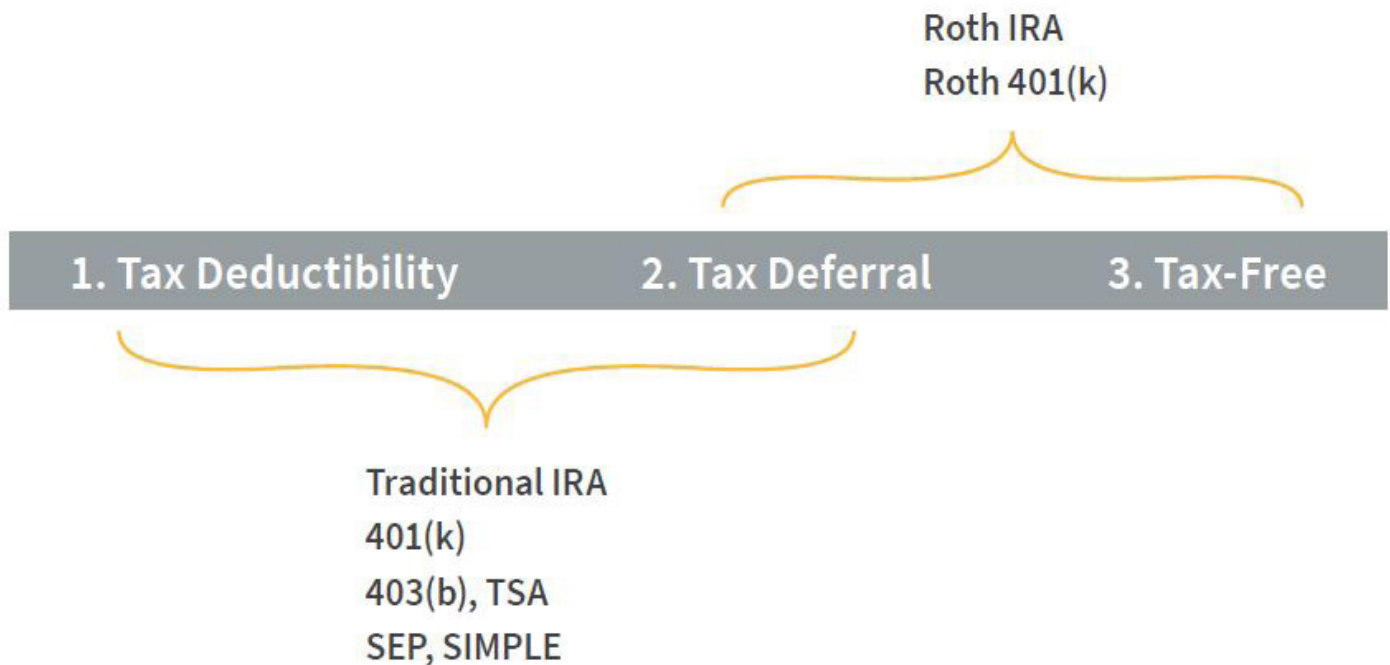 Roth IRA
Roth 401(k)
1. Tax Deductibility 2. Tax Deferral 3. Tax-Free
Traditional IRA
401(k)
403(b), TSA
SEP, SIMPLE